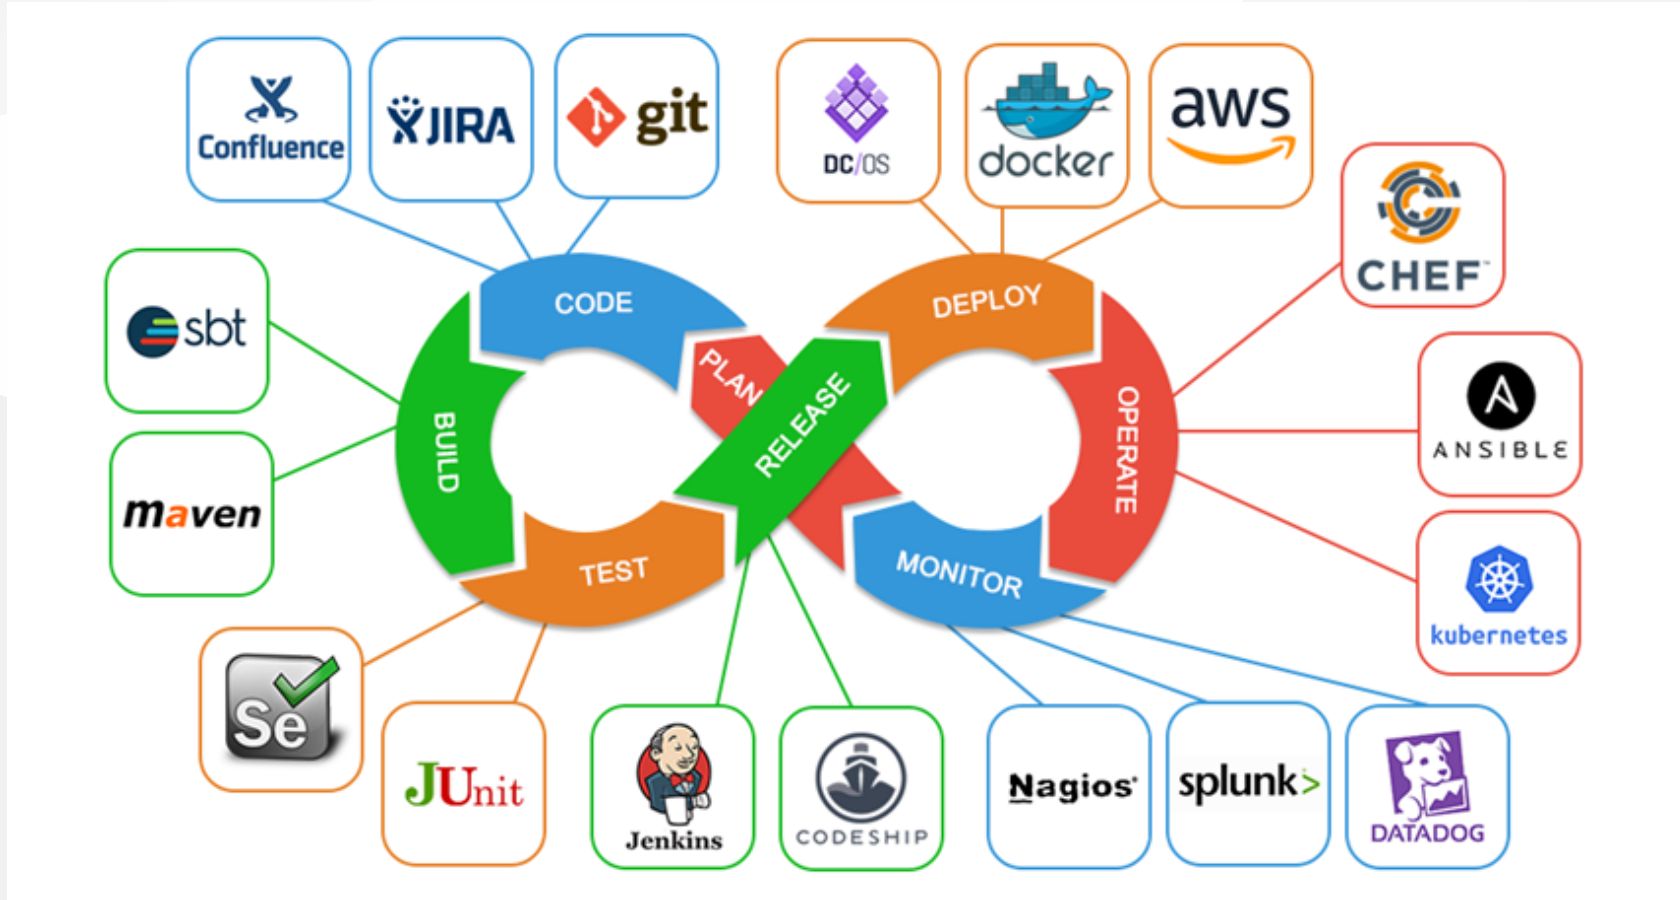 Confluence
JIRA
git
DC/OS
docker
aws
CHEF™
sbt
CODE
DEPLOY
PLAN
RELEASE
BUILD
OPERATE
ANSIBLE
maven
TEST
MONITOR
kubernetes
Se
JUnit
Jenkins
CODESHIP
Nagios®
splunk>
DATADOG